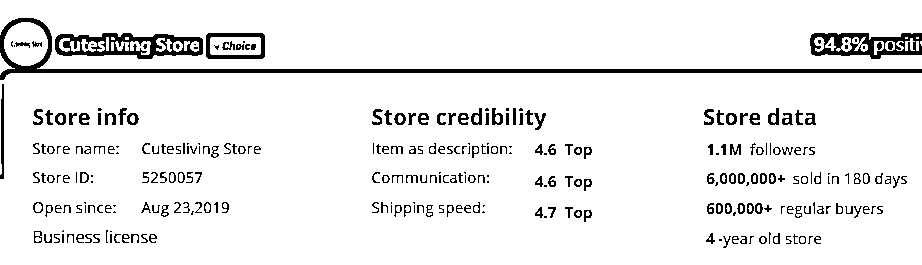 Cutesliving Store Choice
94.8% positiv
Store info
Store name: Cutesliving Store
Store ID: 5250057
Open since: Aug 23,2019
Business license
Store credibility
Item as description: 4.6 Top
Communication: 4.6 Top
Shipping speed: 4.7 Top
Store data
1.1M followers
6,000,000+ sold in 180 days
600,000+ regular buyers
4-year old store